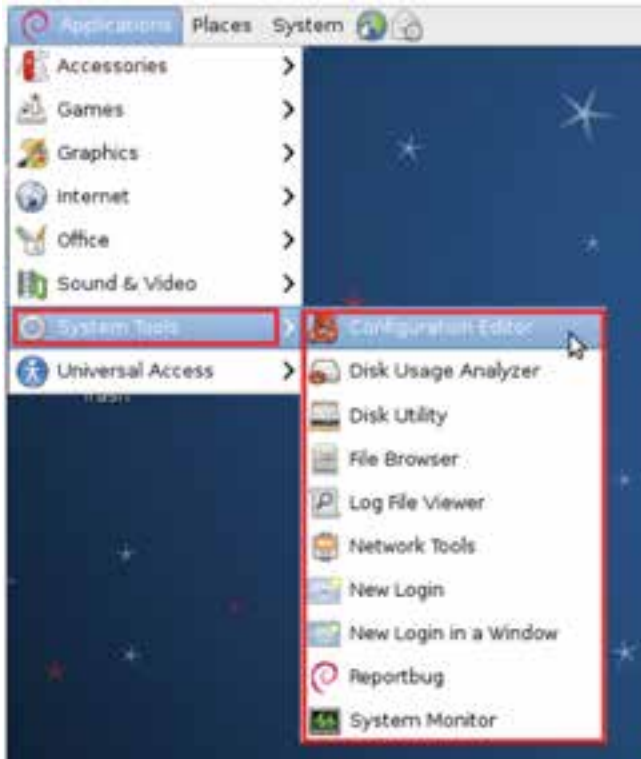 Applications Places System
Accessories
Games
Graphics
Internet
Office
Sound & Video
System Tools
Universal Access
Trash
Configuration Editor
Disk Usage Analyzer
Disk Utility
File Browser
Log File Viewer
Network Tools
New Login
New Login in a Window
Reportbug
System Monitor